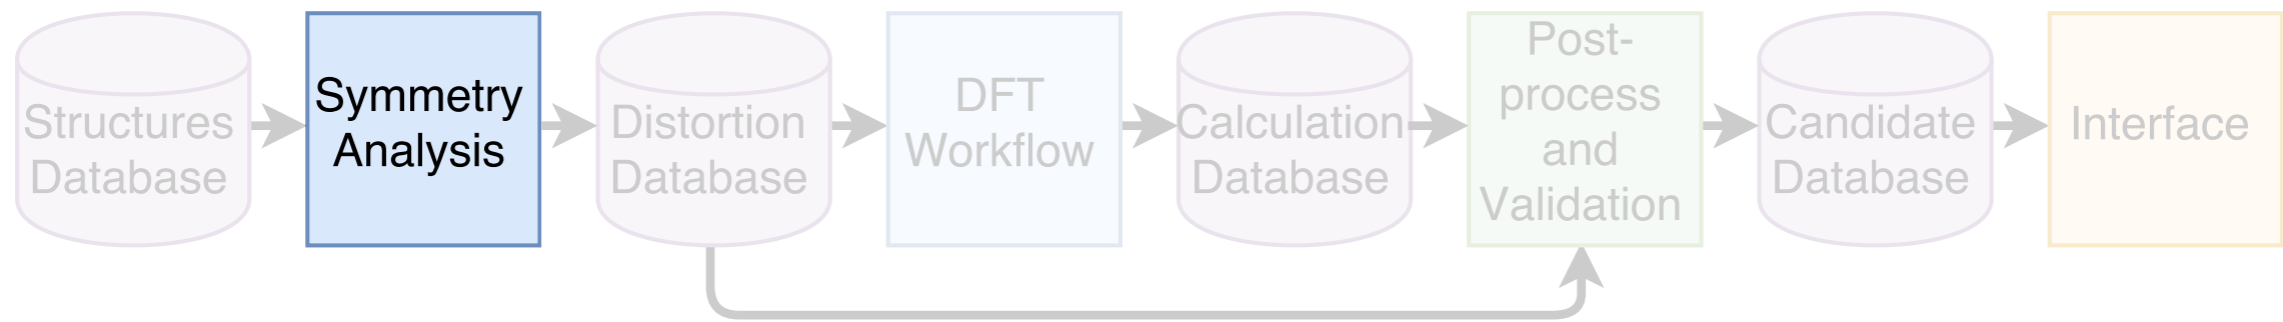 Structures
Database
Symmetry
Analysis
Distortion
Database
DFT
Workflow
Calculation
Database
Post-
process
and
Validation
Candidate
Database
Interface